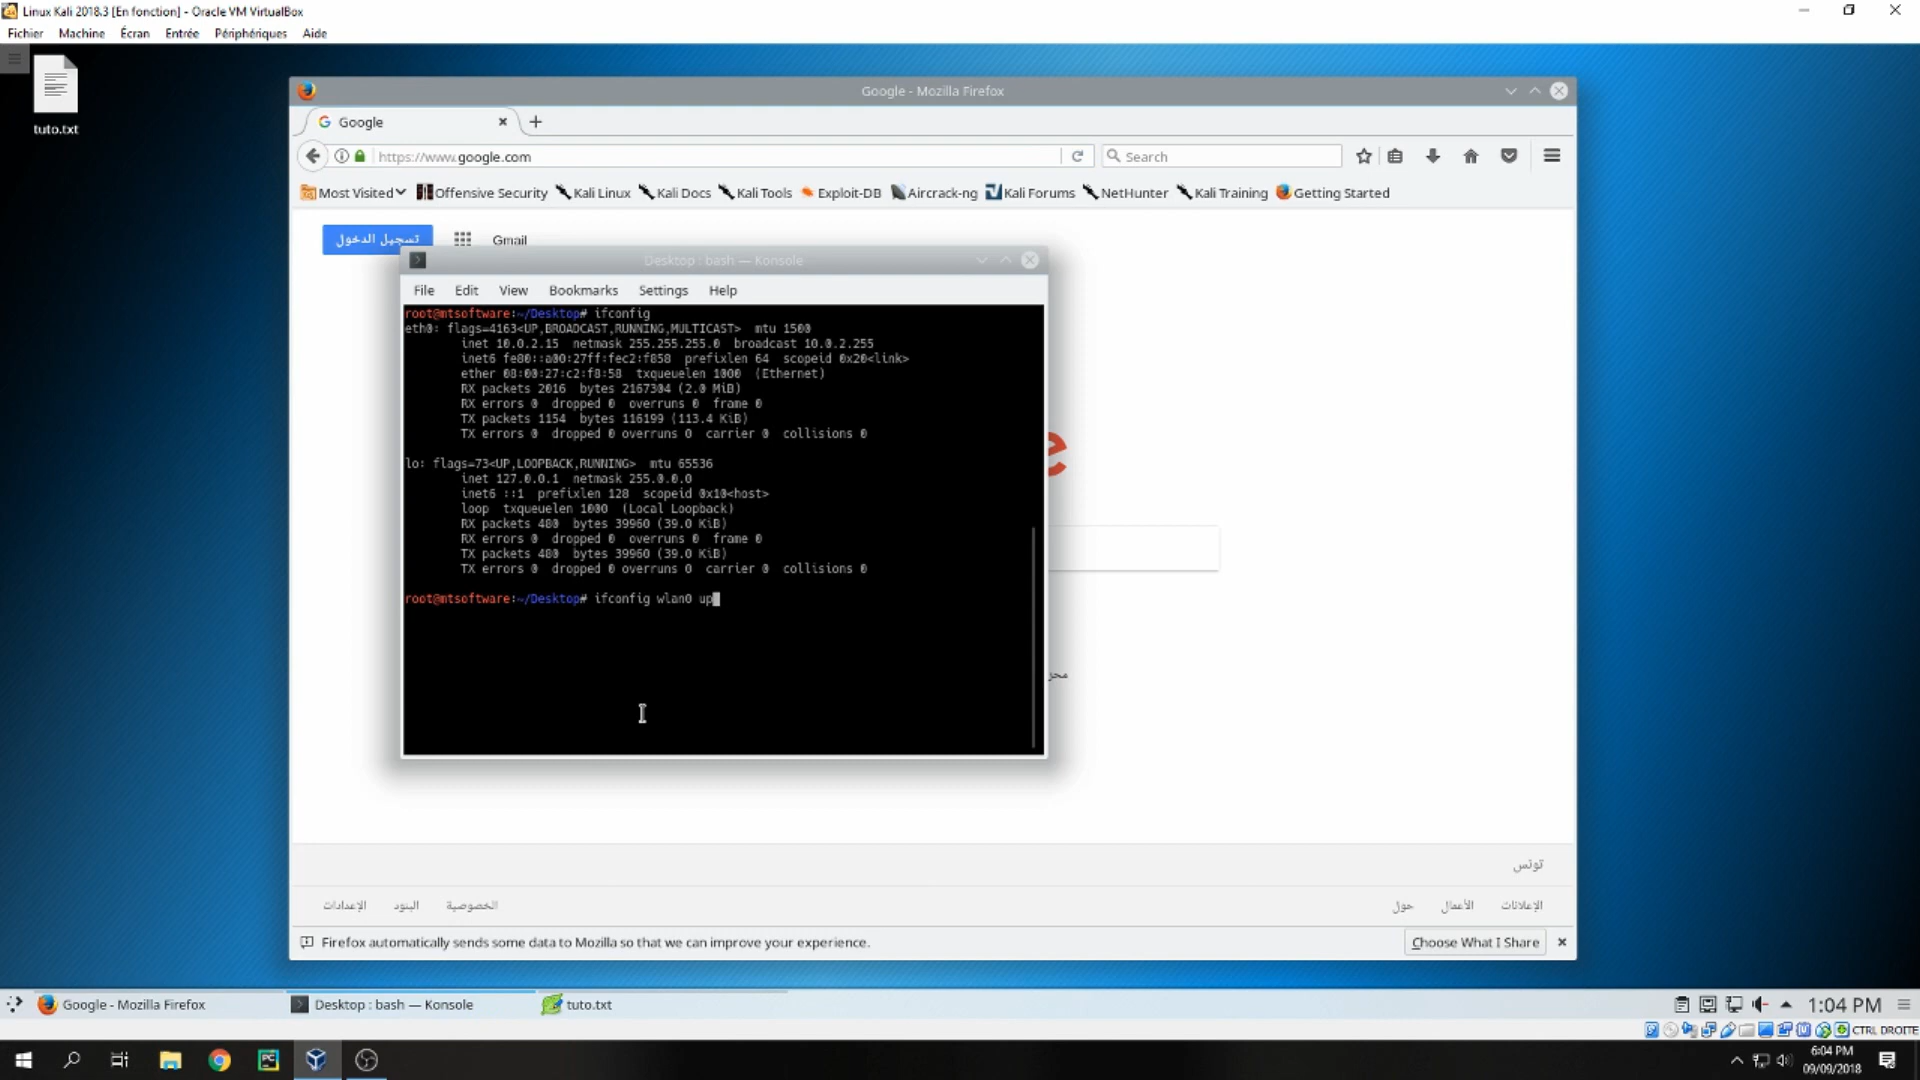 Linux Kali 2018.3 [En fonction] - Oracle VM VirtualBox
Fichier Machine Écran Entrée Périphériques Aide
tuto.txt
Google - Mozilla Firefox
Google
https://www.google.com
Search
Most Visited Offensive Security Kali Linux Kali Docs Kali Tools Exploit-DB Aircrack-ng Kali Forums NetHunter Kali Training Getting Started
تسجيل الدخول Gmail
Desktop : bash — Konsole
File Edit View Bookmarks Settings Help
root@mtsoftware:~/Desktop# ifconfig
eth0: flags=4163<UP,BROADCAST,RUNNING,MULTICAST> mtu 1500
inet 10.0.2.15 netmask 255.255.255.0 broadcast 10.0.2.255
inet6 fe80::a00:27ff:fec2:f858 prefixlen 64 scopeid 0x20<link>
ether 08:00:27:c2:f8:58 txqueuelen 1000 (Ethernet)
RX packets 2016 bytes 2167304 (2.0 MiB)
RX errors 0 dropped 0 overruns 0 frame 0
TX packets 1154 bytes 116199 (113.4 KiB)
TX errors 0 dropped 0 overruns 0 carrier 0 collisions 0
lo: flags=73<UP,LOOPBACK,RUNNING> mtu 65536
inet 127.0.0.1 netmask 255.0.0.0
inet6 ::1 prefixlen 128 scopeid 0x10<host>
loop txqueuelen 1000 (Local Loopback)
RX packets 480 bytes 39960 (39.0 KiB)
RX errors 0 dropped 0 overruns 0 frame 0
TX packets 480 bytes 39960 (39.0 KiB)
TX errors 0 dropped 0 overruns 0 carrier 0 collisions 0
root@mtsoftware:~/Desktop# ifconfig wlan0 up
e
تونس
الإعلانات الأعمال حول الخصوصية البنود الإعدادات
Firefox automatically sends some data to Mozilla so that we can improve your experience.
Choose What I Share
Google - Mozilla Firefox
Desktop : bash — Konsole
tuto.txt
1:04 PM
CTRL DROITE
6:04 PM
09/09/2018